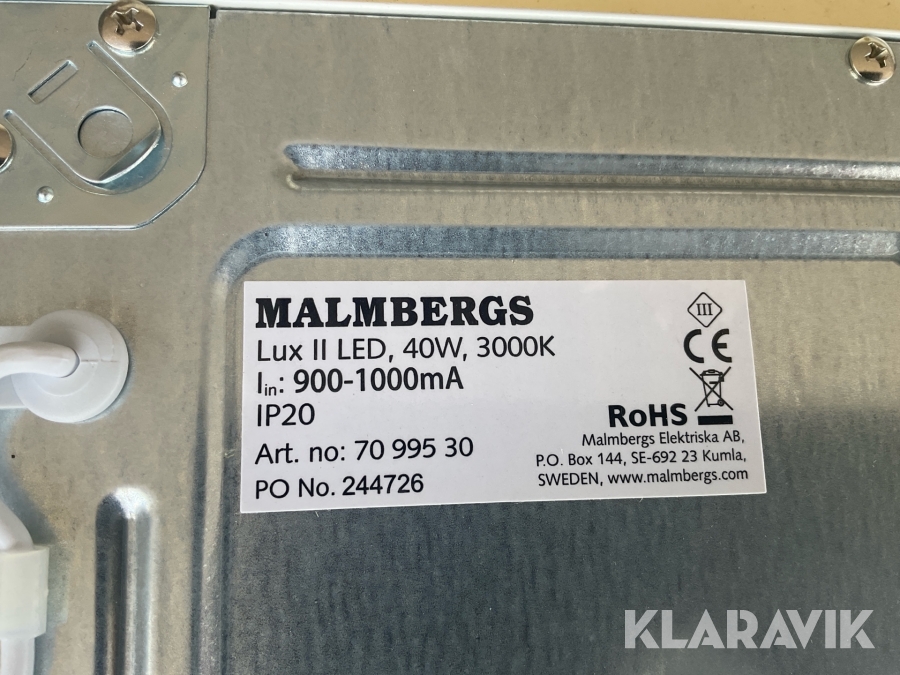 MALMBERGS
Lux II LED, 40W, 3000K
Iin: 900-1000mA
IP20
Art. no: 70 995 30
PO No. 244726
III
CE
RoHS
Malmbergs Elektriska AB,
P.O. Box 144, SE-692 23 Kumla,
SWEDEN, www.malmbergs.com
KLARAVIK